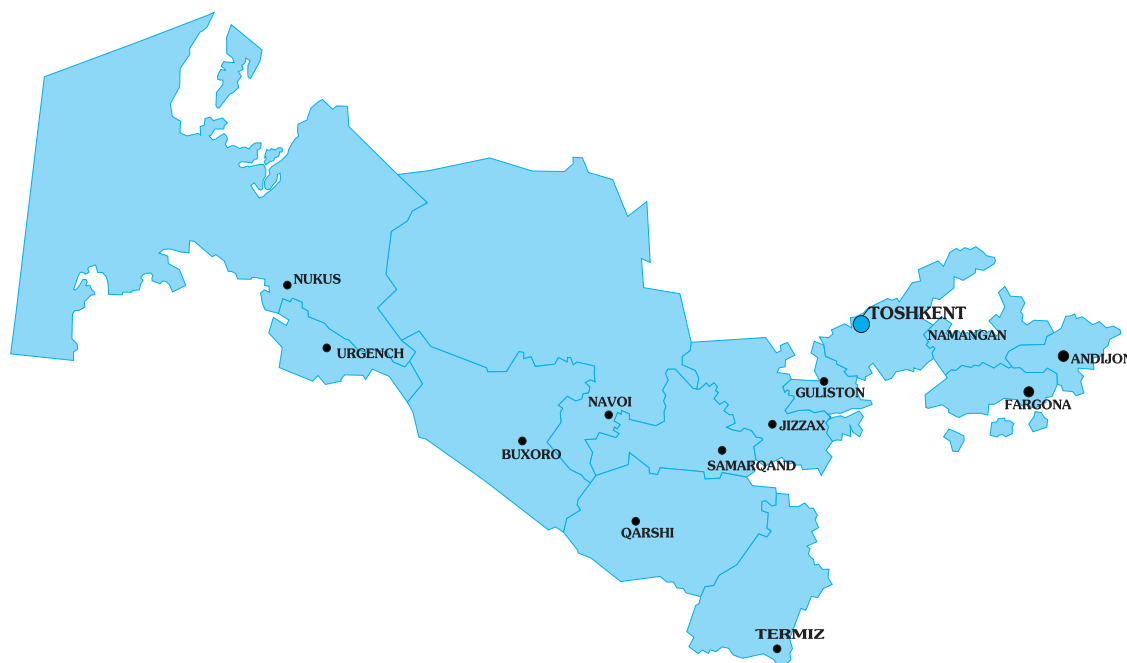 NUKUS
TOSHKENT
NAMANGAN
URGENCH
ANDIJON
GULISTON
NAVOI
FARGONA
JIZZAX
BUXORO
SAMARQAND
QARSHI
TERMIZ